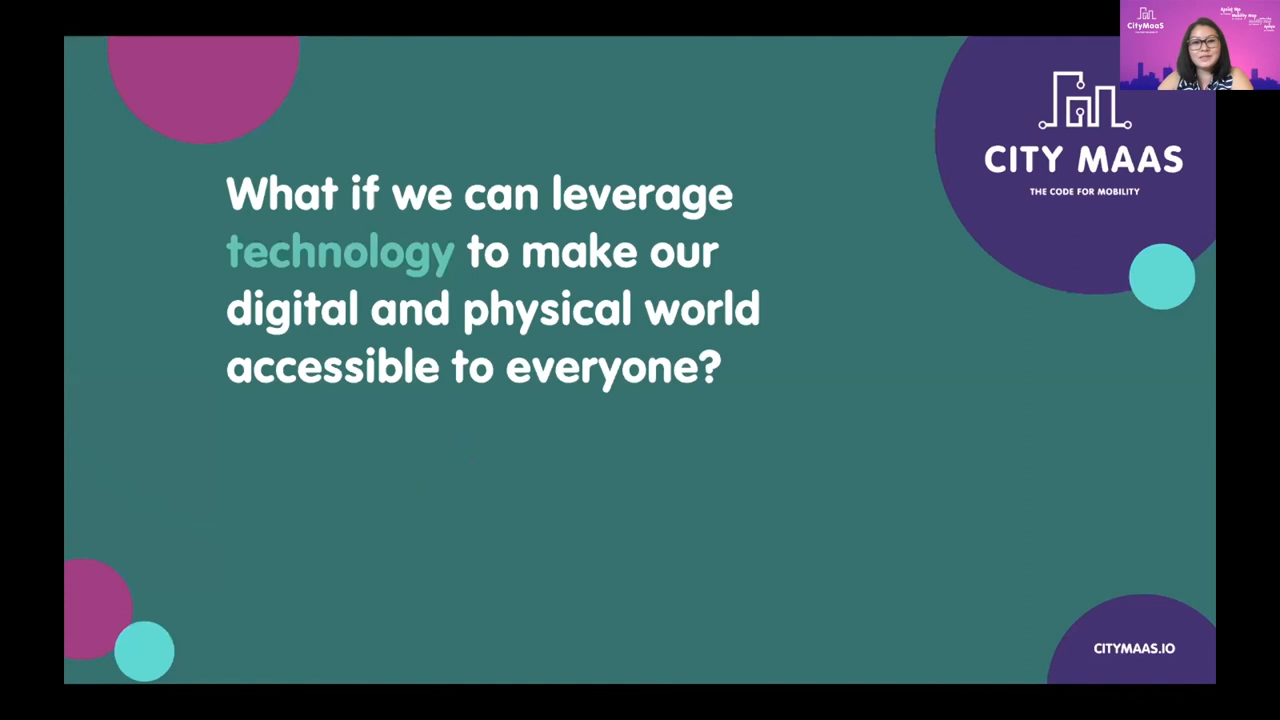 What if we can leverage
technology to make our
digital and physical world
accessible to everyone?
CITY MAAS
THE CODE FOR MOBILITY
CITYMAAS.IO
CityMaaS